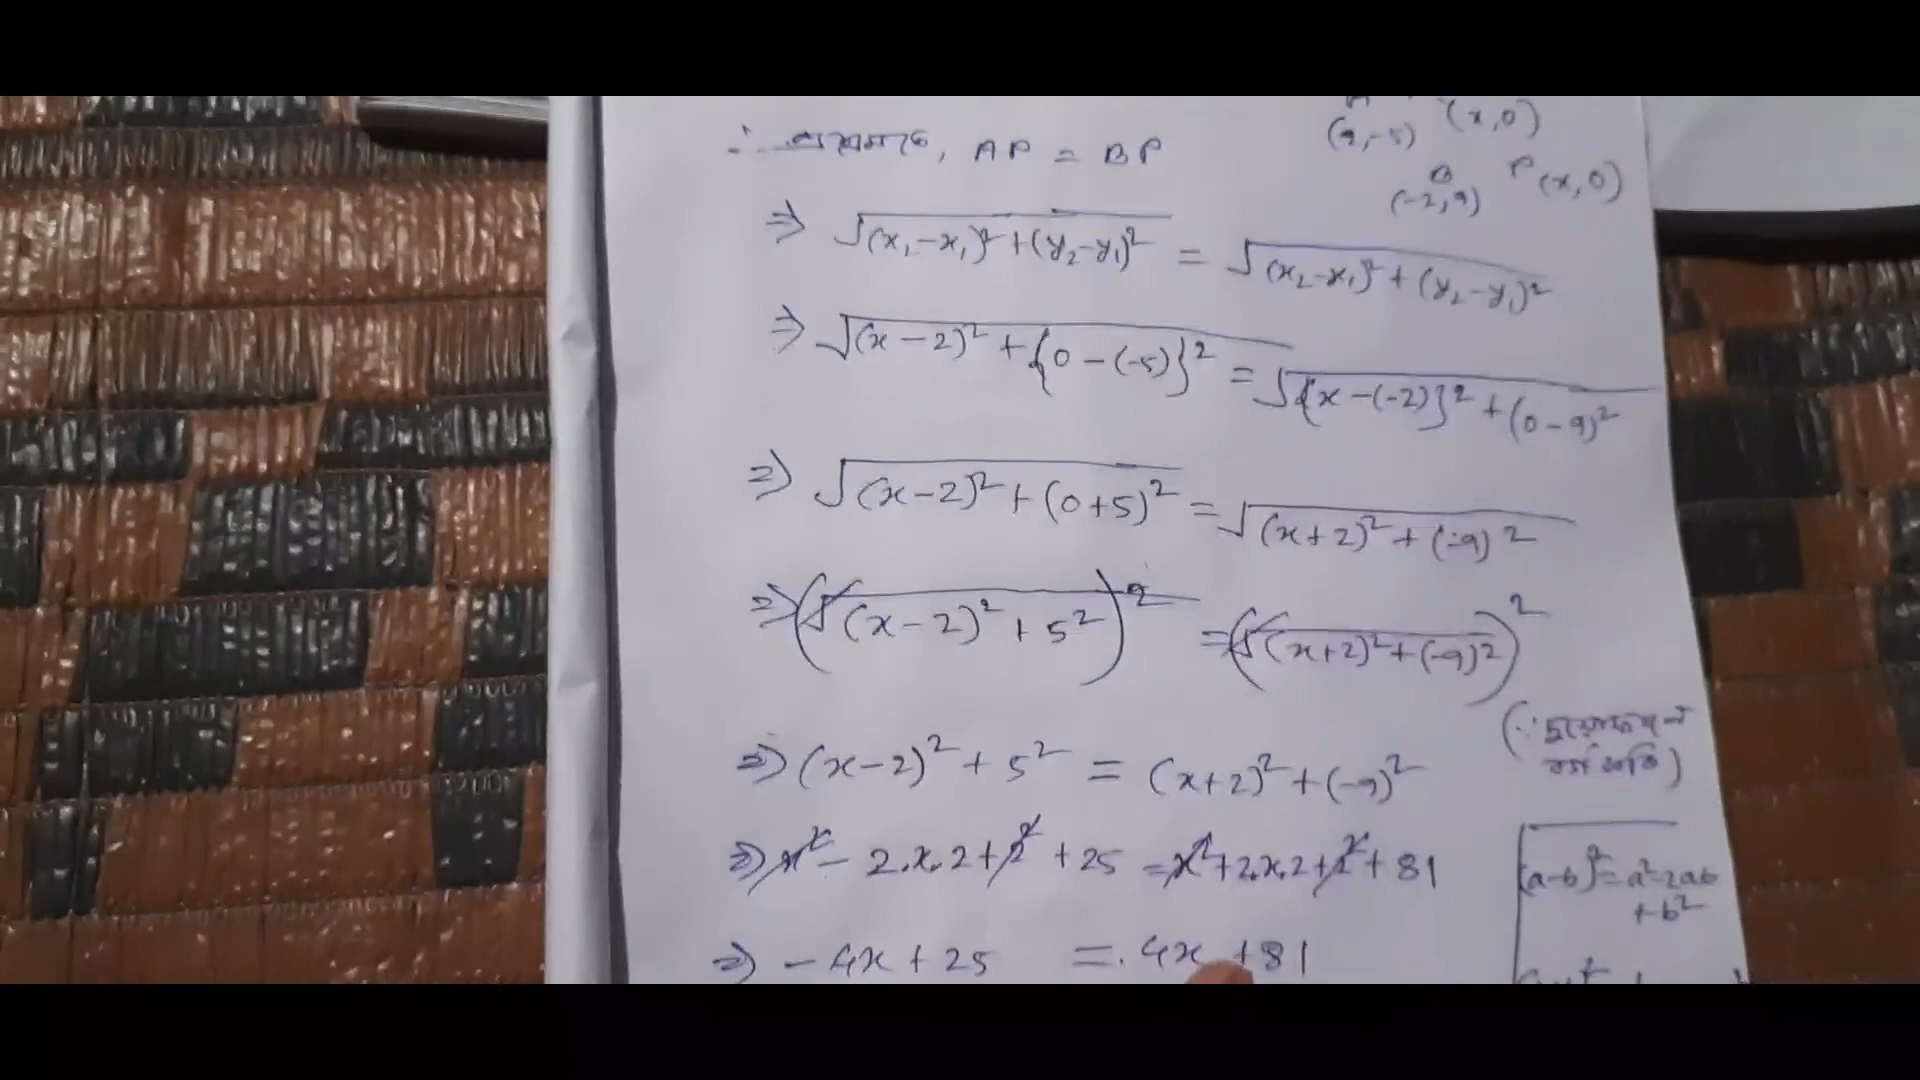 A (x,0)
(2,-5)
B P(x,0)
(-2,9)
∴ প্রশ্নমতে, AP = BP
⇒ √(x₂-x₁)² + (y₂-y₁)² = √(x₂-x₁)² + (y₂-y₁)²
⇒ √(x-2)² + {0-(-5)}² = √{x-(-2)}² + (0-9)²
⇒ √(x-2)² + (0+5)² = √(x+2)² + (-9)²
⇒ (√(x-2)² + 5²)² = (√(x+2)² + (-9)²)²
(∵ উভয়পক্ষে বর্গ করি)
⇒ (x-2)² + 5² = (x+2)² + (-9)²
⇒ x² - 2.x.2 + 2² + 25 = x² + 2.x.2 + 2² + 81
(a-b)² = a²-2ab
+b²
⇒ -4x + 25 = 4x + 81